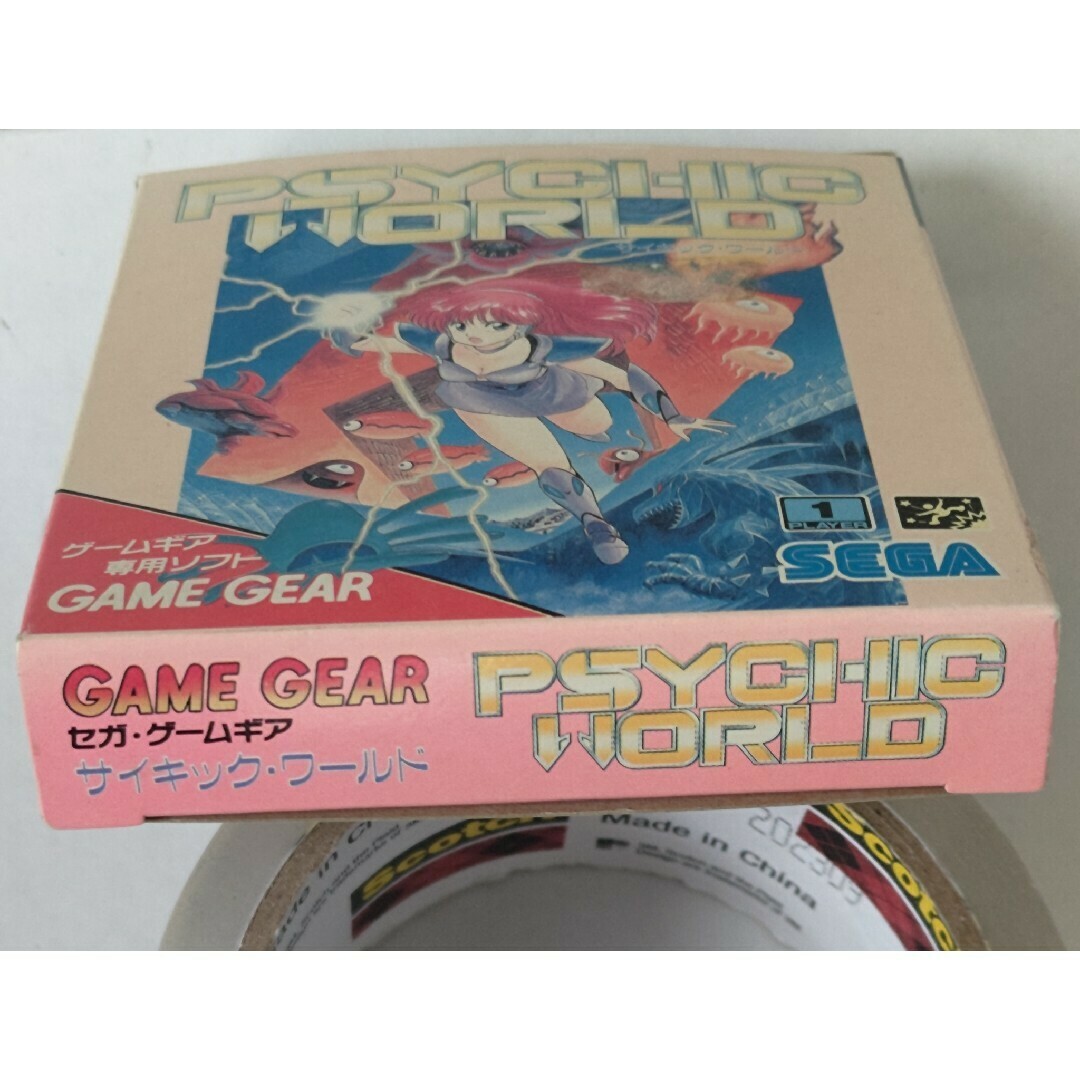 PSYCHIC
WORLD
サイキック・ワールド
ゲームギア
専用ソフト
GAME GEAR
1
PLAYER
SEGA
GAME GEAR
セガ・ゲームギア
サイキック・ワールド
PSYCHIC
WORLD
Scotch
Made in China
202303